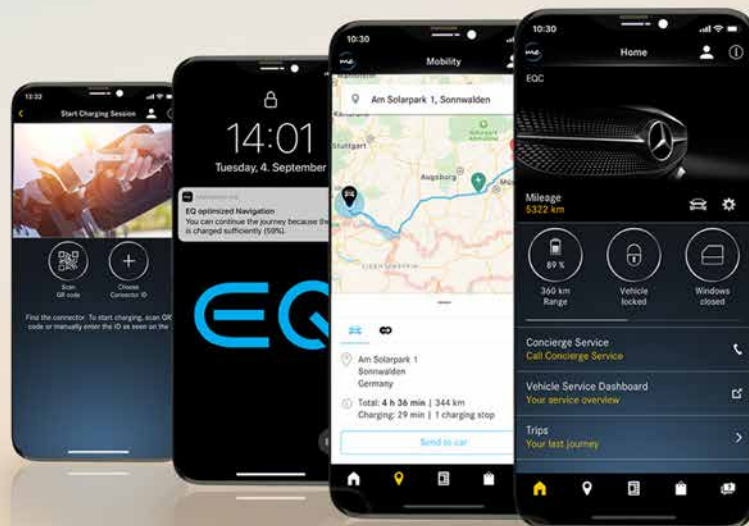 13:32
Start Charging Session
Scan
QR code
Choose
Connector ID
Find the connector. To start charging, scan QR
code or manually enter the ID as seen on the
14:01
Tuesday, 4. September
EQ optimized Navigation
You can continue the journey because the
is charged sufficiently (59%).
EQ
10:30
me
Mobility
Am Solarpark 1, Sonnwalden
Stuttgart
Augsburg
LIECHTENSTEIN
Am Solarpark 1
Sonnwalden
Germany
Total: 4 h 36 min | 344 km
Charging: 29 min | 1 charging stop
Send to car
10:30
me
Home
EQC
Mileage
5322 km
89 %
360 km
Range
Vehicle
locked
Windows
closed
Concierge Service
Call Concierge Service
Vehicle Service Dashboard
Your service overview
Trips
Your last journey